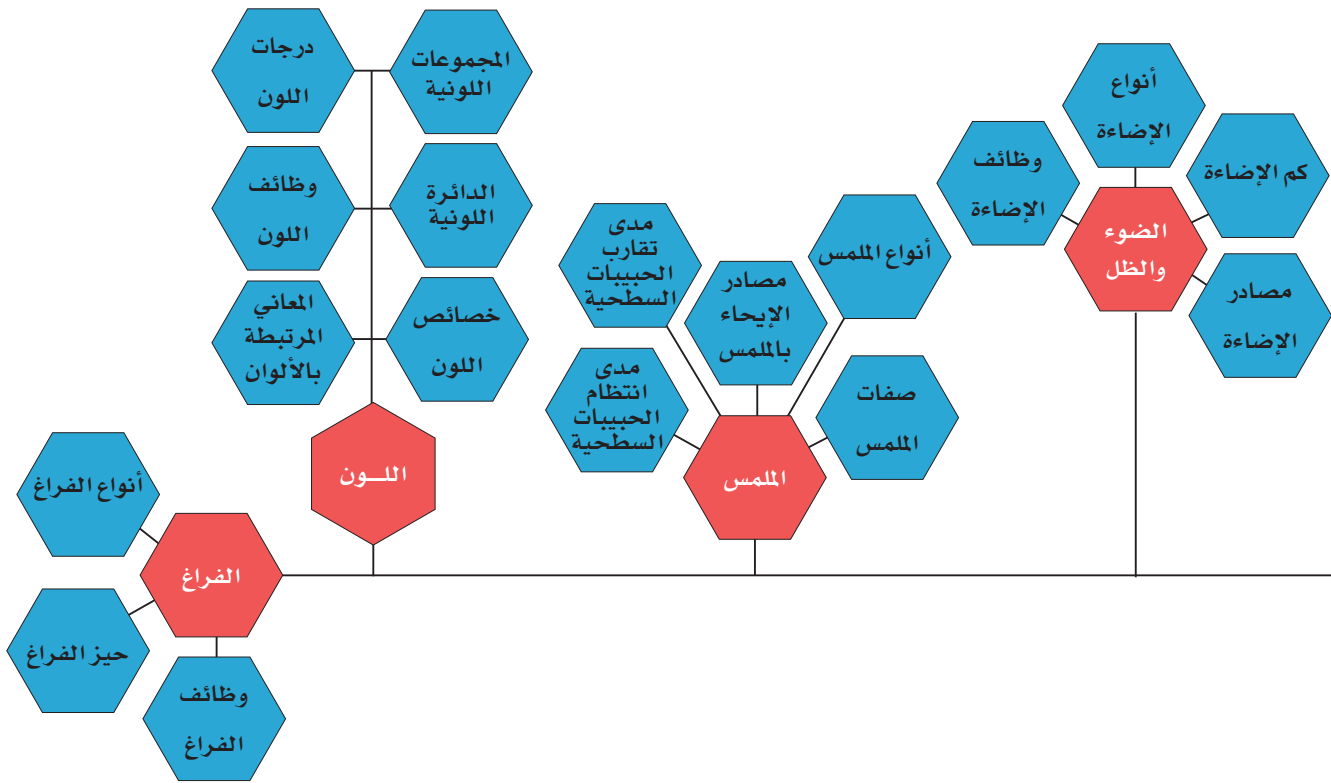 أنواع
الإضاءة
كم الإضاءة
وظائف
الإضاءة
الضوء
والظل
مصادر
الإضاءة
أنواع الملمس
مصادر
الإيحاء
بالملمس
مدى
تقارب
الحبيبات
السطحية
صفات
الملمس
مدى
انتظام
الحبيبات
السطحية
الملمس
المجموعات
اللونية
درجات
اللون
الدائرة
اللونية
وظائف
اللون
خصائص
اللون
المعاني
المرتبطة
بالألوان
اللــون
أنواع الفراغ
الفراغ
حيز الفراغ
وظائف
الفراغ